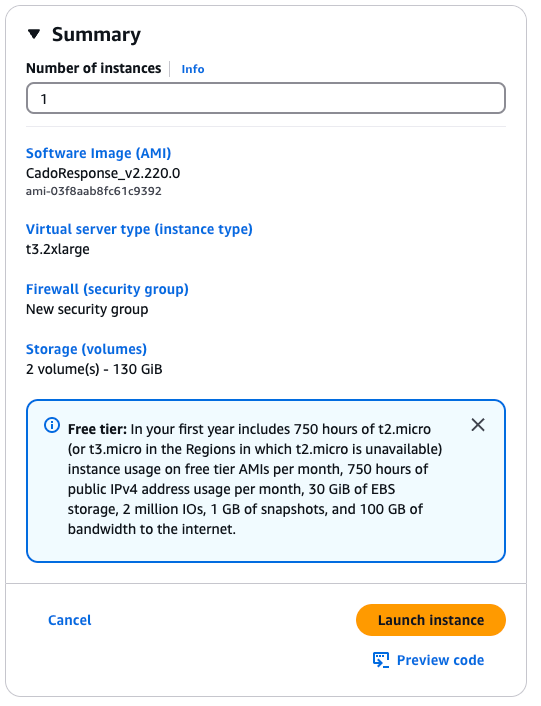 Summary
Number of instances Info
1
Software Image (AMI)
CadoResponse_v2.220.0
ami-03f8aab8fc61c9392
Virtual server type (instance type)
t3.2xlarge
Firewall (security group)
New security group
Storage (volumes)
2 volume(s) - 130 GiB
Free tier: In your first year includes 750 hours of t2.micro
(or t3.micro in the Regions in which t2.micro is unavailable)
instance usage on free tier AMIs per month, 750 hours of
public IPv4 address usage per month, 30 GiB of EBS
storage, 2 million IOs, 1 GB of snapshots, and 100 GB of
bandwidth to the internet.
Cancel
Launch instance
Preview code